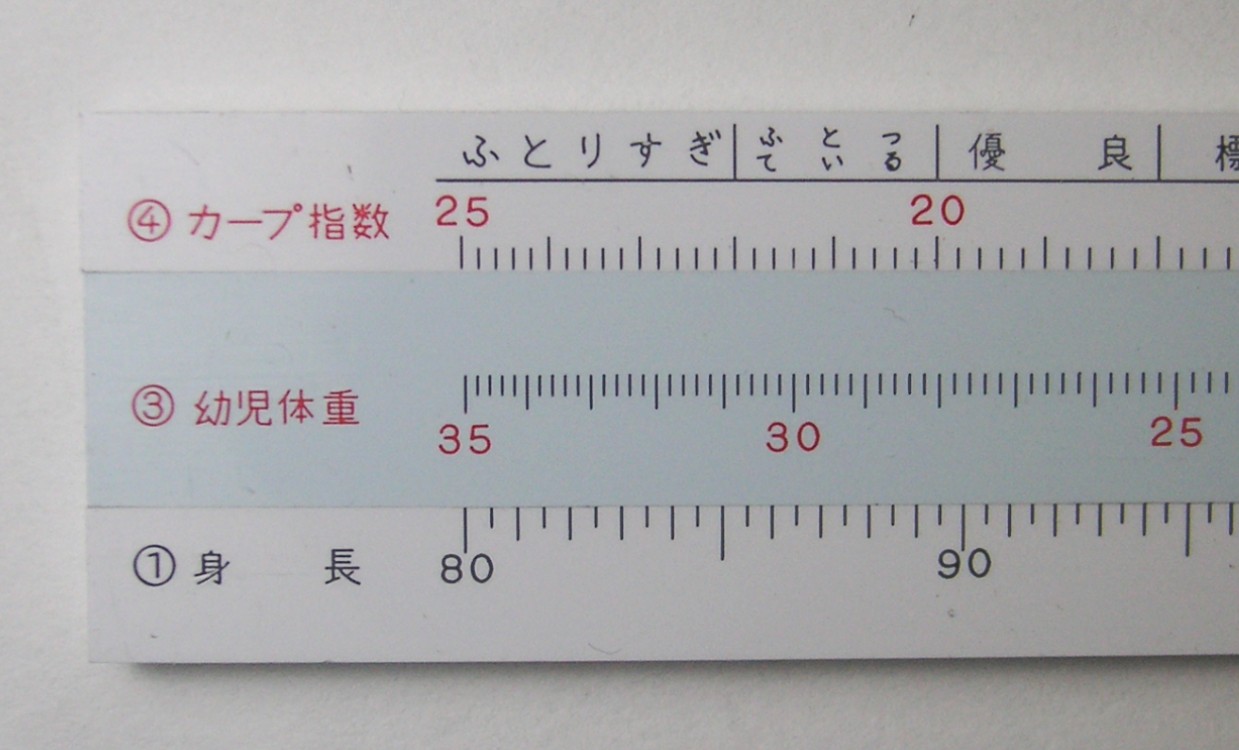 ふとりすぎ ふとっている 優良 標
④ カープ指数 25 20
③ 幼児体重
35 30 25
① 身長 80 90